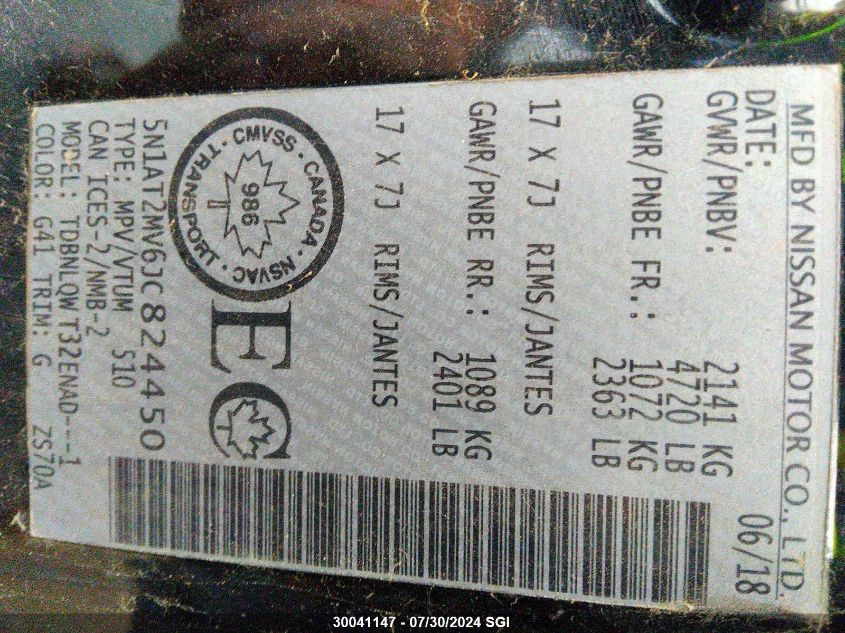 MFD BY NISSAN MOTOR CO., LTD.
DATE: 06/18
GVWR/PNBV: 2141 KG
4720 LB
GAWR/PNBE FR.: 1072 KG
2363 LB
17 X 7J RIMS/JANTES
GAWR/PNBE RR.: 1089 KG
2401 LB
17 X 7J RIMS/JANTES
CMVSS · CANADA · NSVAC · TRANSPORT ·
986
EC
5N1AT2MV6JC824450
TYPE: MPV/VTUM 510
CAN ICES-2/NMB-2
MODEL: TDBNLQWT32ENAD---1
COLOR: G41 TRIM: G ZS70A
30041147 - 07/30/2024 SGI